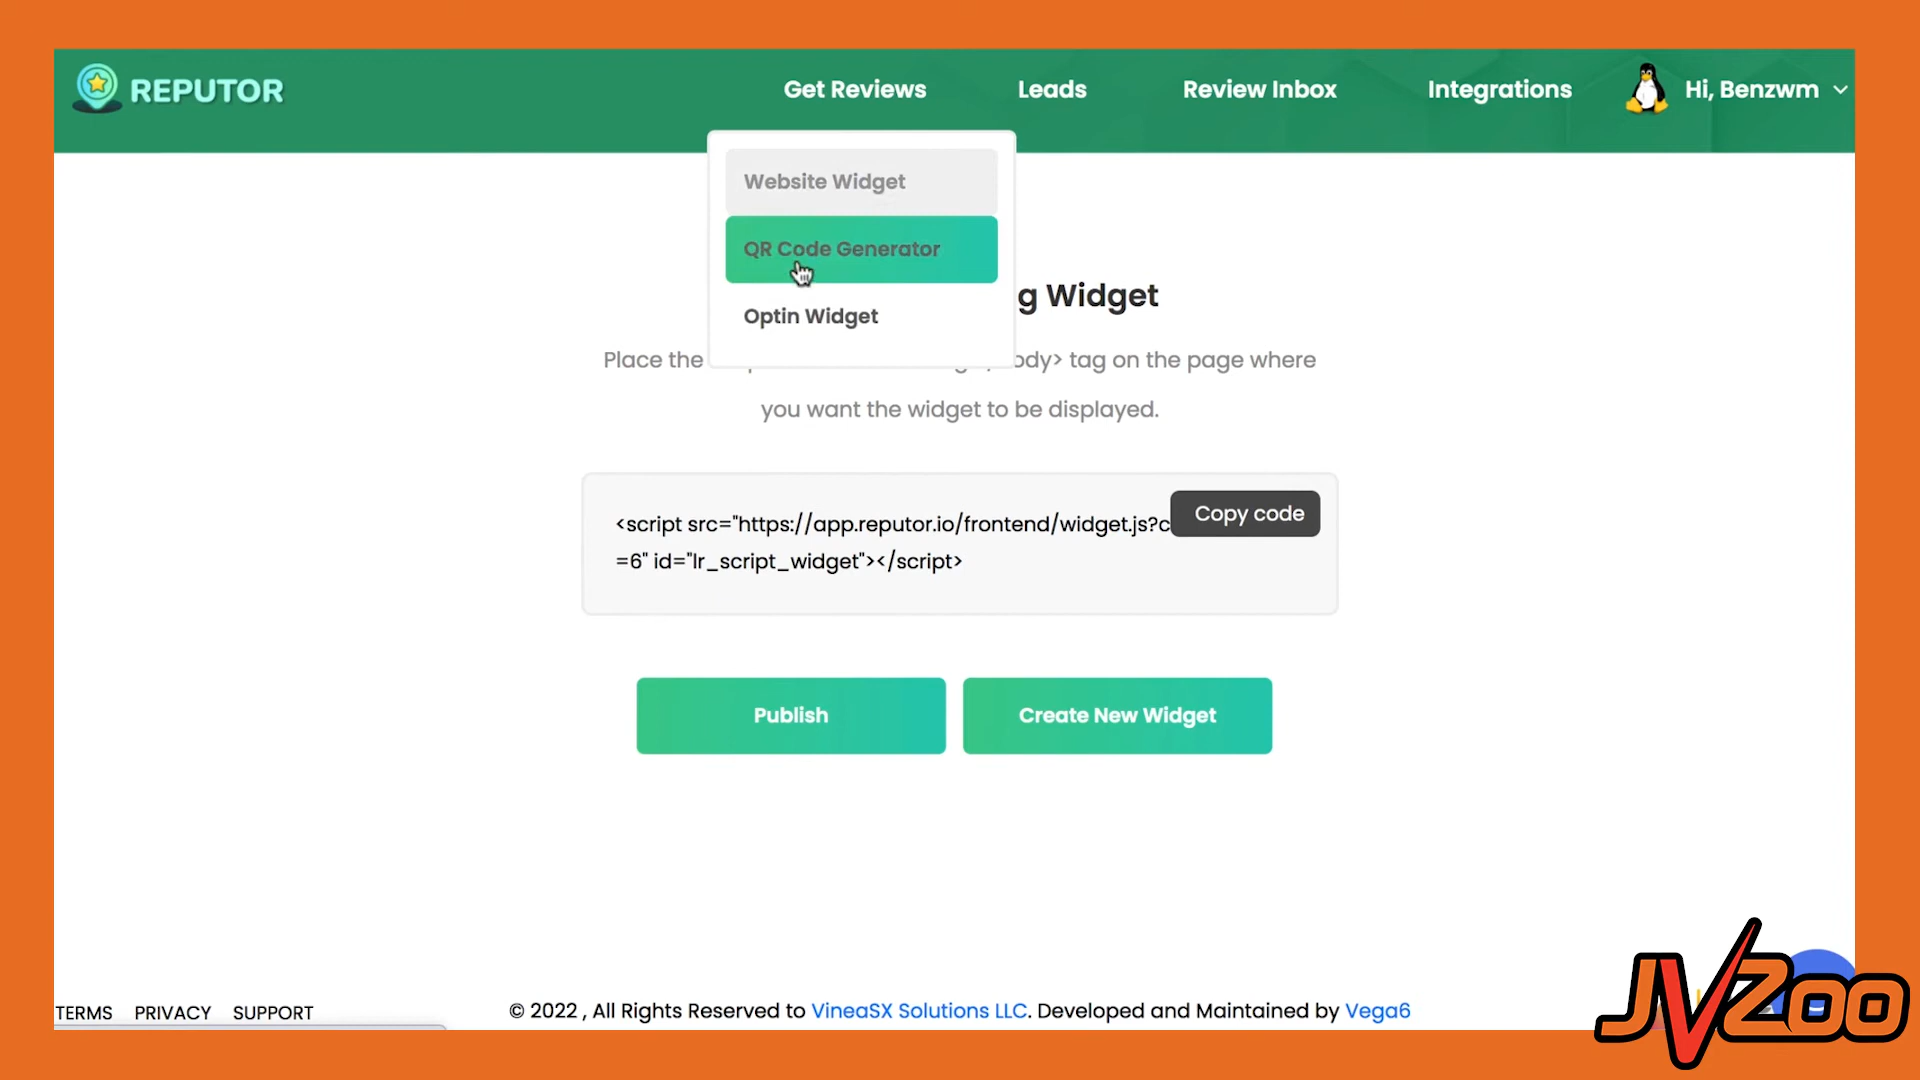 REPUTOR
Get Reviews
Leads
Review Inbox
Integrations
Hi, Benzwm
Website Widget
QR Code Generator
Optin Widget
g Widget
Place the ody> tag on the page where
you want the widget to be displayed.
<script src="https://app.reputor.io/frontend/widget.js?c
=6" id="lr_script_widget"></script>
Copy code
Publish
Create New Widget
TERMS PRIVACY SUPPORT
© 2022 , All Rights Reserved to VineaSX Solutions LLC. Developed and Maintained by Vega6
JVZoo